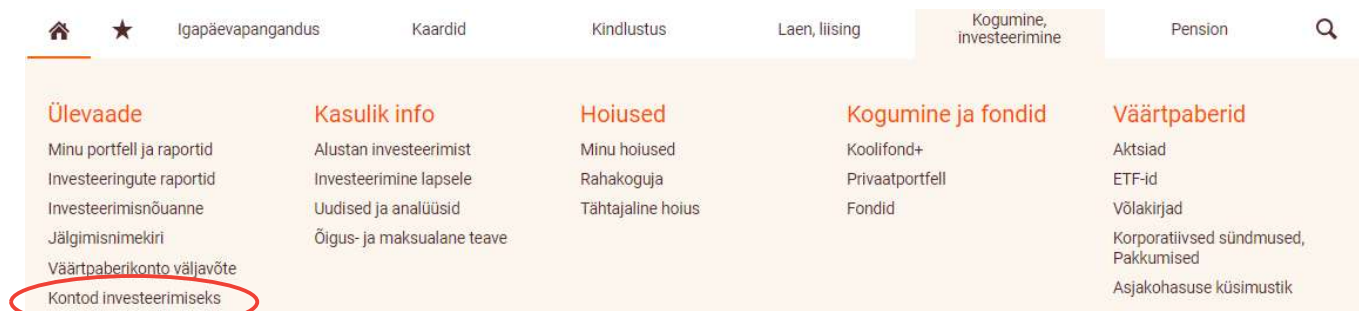 Igapäevapangandus
Kaardid
Kindlustus
Laen, liising
Kogumine,
investeerimine
Pension
Ülevaade
Minu portfell ja raportid
Investeeringute raportid
Investeerimisnõuanne
Jälgimisnimekiri
Väärtpaberikonto väljavõte
Kontod investeerimiseks
Kasulik info
Alustan investeerimist
Investeerimine lapsele
Uudised ja analüüsid
Õigus- ja maksualane teave
Hoiused
Minu hoiused
Rahakoguja
Tähtajaline hoius
Kogumine ja fondid
Koolifond+
Privaatportfell
Fondid
Väärtpaberid
Aktsiad
ETF-id
Võlakirjad
Korporatiivsed sündmused,
Pakkumised
Asjakohasuse küsimustik